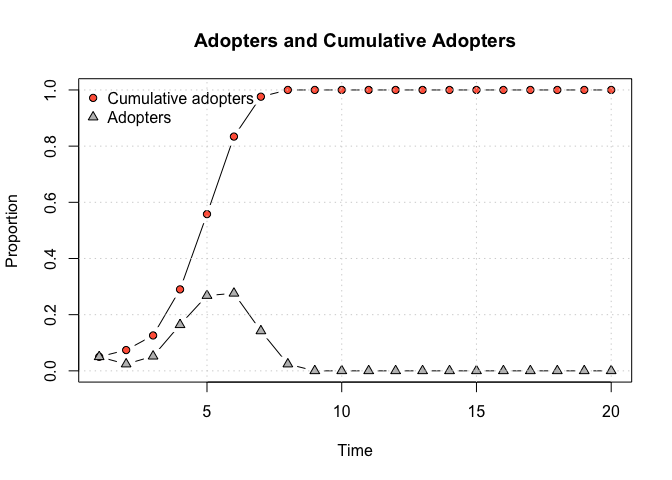 Adopters and Cumulative Adopters
Cumulative adopters
Adopters
Proportion
1.0
0.8
0.6
0.4
0.2
0.0
5 10 15 20
Time